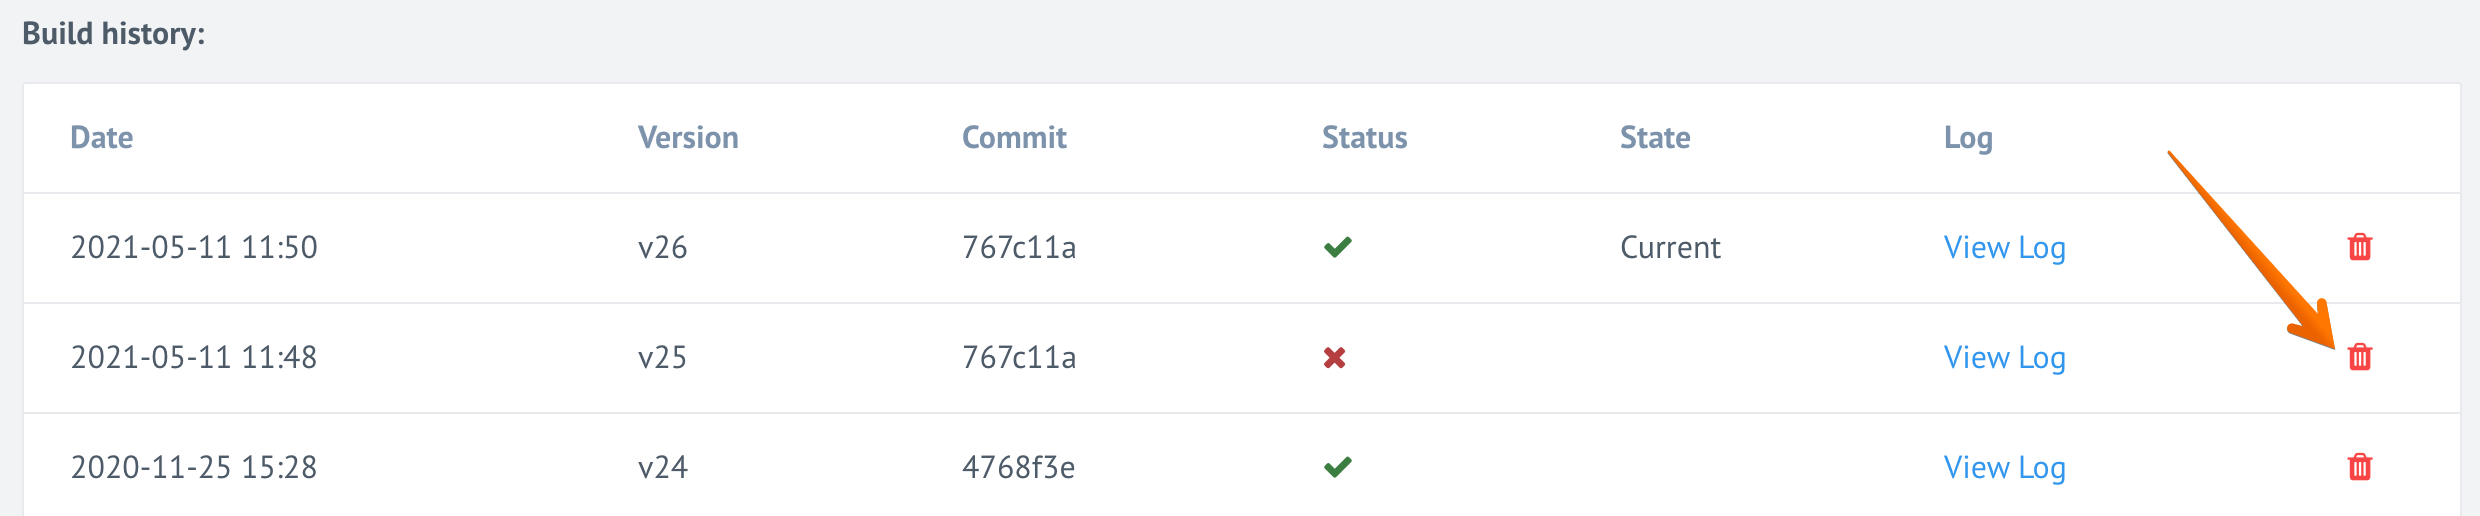 Build history:
Date Version Commit Status State Log
2021-05-11 11:50 v26 767c11a Current View Log
2021-05-11 11:48 v25 767c11a View Log
2020-11-25 15:28 v24 4768f3e View Log